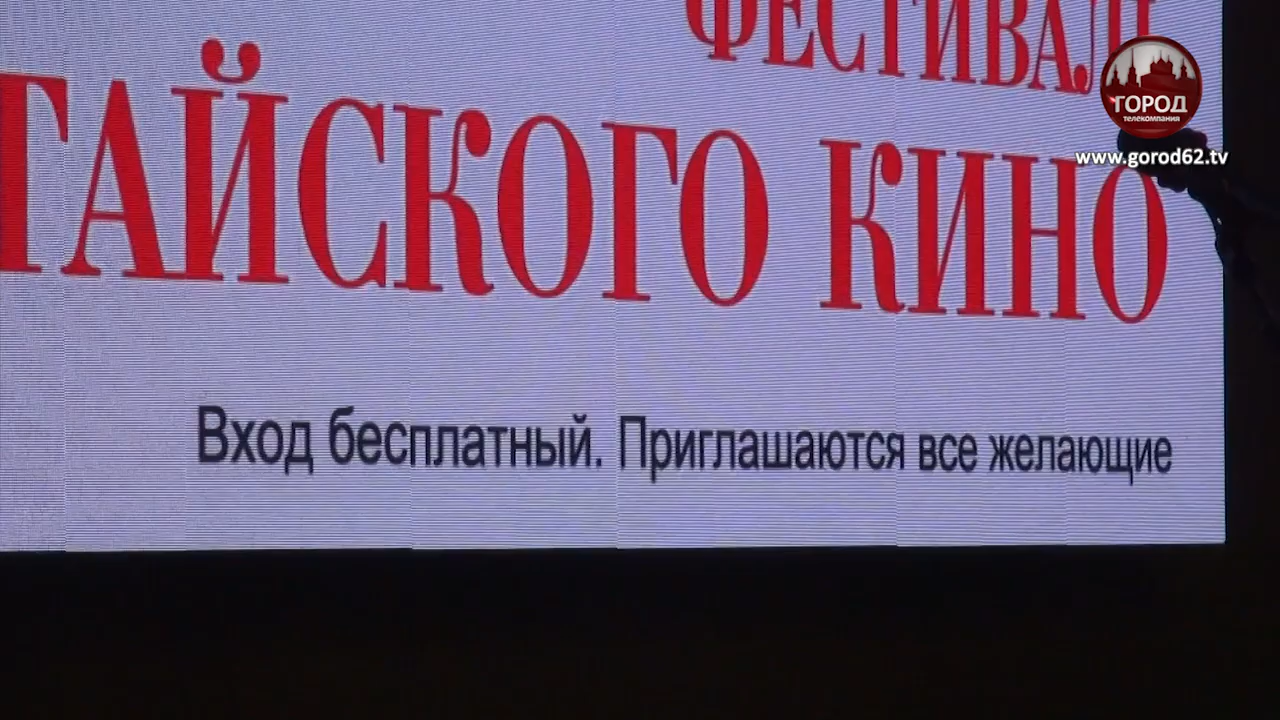 ФЕСТИВАЛ
ТАЙСКОГО КИНО
Вход бесплатный. Приглашаются все желающие
ГОРОД
телекомпания
www.gorod62.tv